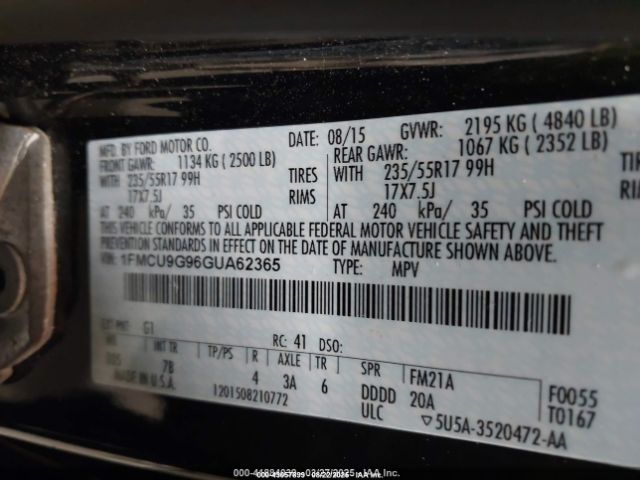 MFD. BY FORD MOTOR CO.
DATE: 08/15 GVWR: 2195 KG ( 4840 LB)
FRONT GAWR: 1134 KG ( 2500 LB) REAR GAWR: 1067 KG ( 2352 LB)
WITH 235/55R17 99H TIRES WITH 235/55R17 99H TIRES
17X7.5J RIMS 17X7.5J RIMS
AT 240 kPa/ 35 PSI COLD AT 240 kPa/ 35 PSI COLD
THIS VEHICLE CONFORMS TO ALL APPLICABLE FEDERAL MOTOR VEHICLE SAFETY AND THEFT
PREVENTION STANDARDS IN EFFECT ON THE DATE OF MANUFACTURE SHOWN ABOVE.
1FMCU9G96GUA62365 TYPE: MPV
EXT PNT: G1 RC: 41 DSO:
INT TR TP/PS R AXLE TR SPR FM21A F0055
7B 4 3A 6 DDDD 20A T0167
MADE IN U.S.A. 1201508210772 ULC ▽5U5A-3520472-AA